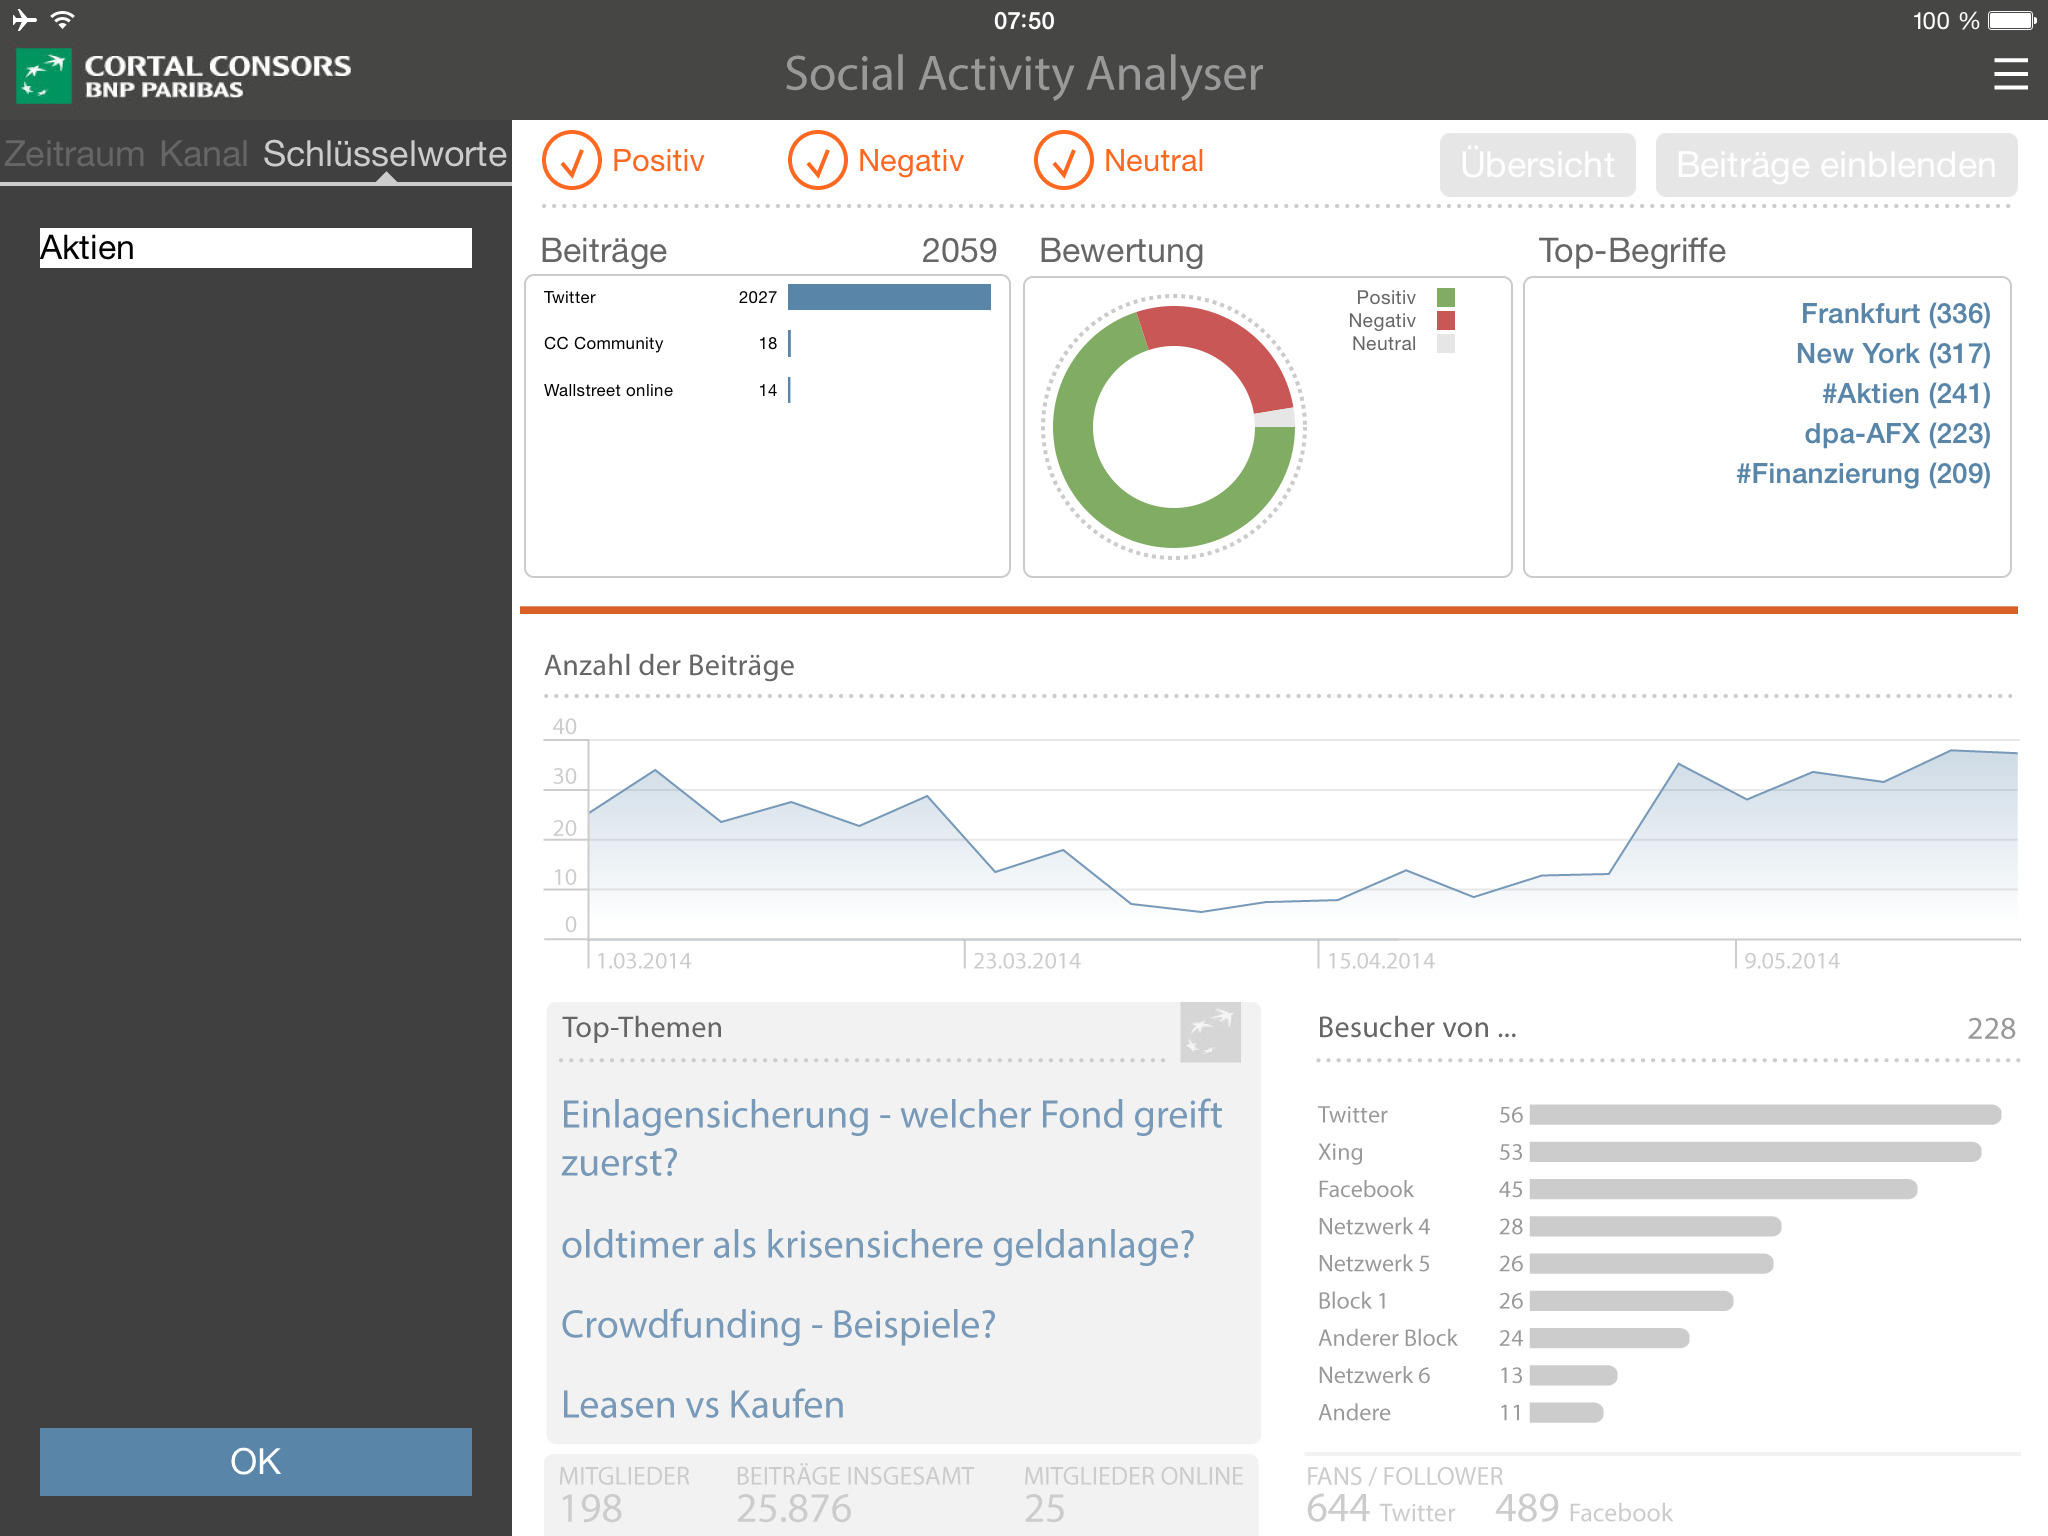 07:50
100 %
CORTAL CONSORS
BNP PARIBAS
Social Activity Analyser
Zeitraum Kanal Schlüsselworte
Aktien
OK
Positiv Negativ Neutral
Übersicht Beiträge einblenden
Beiträge 2059
Twitter 2027
CC Community 18
Wallstreet online 14
Bewertung
Positiv
Negativ
Neutral
Top-Begriffe
Frankfurt (336)
New York (317)
#Aktien (241)
dpa-AFX (223)
#Finanzierung (209)
Anzahl der Beiträge
40
30
20
10
0
1.03.2014 23.03.2014 15.04.2014 9.05.2014
Top-Themen
Einlagensicherung - welcher Fond greift
zuerst?
oldtimer als krisensichere geldanlage?
Crowdfunding - Beispiele?
Leasen vs Kaufen
Besucher von ... 228
Twitter 56
Xing 53
Facebook 45
Netzwerk 4 28
Netzwerk 5 26
Block 1 26
Anderer Block 24
Netzwerk 6 13
Andere 11
MITGLIEDER BEITRÄGE INSGESAMT MITGLIEDER ONLINE
198 25.876 25
FANS / FOLLOWER
644 Twitter 489 Facebook